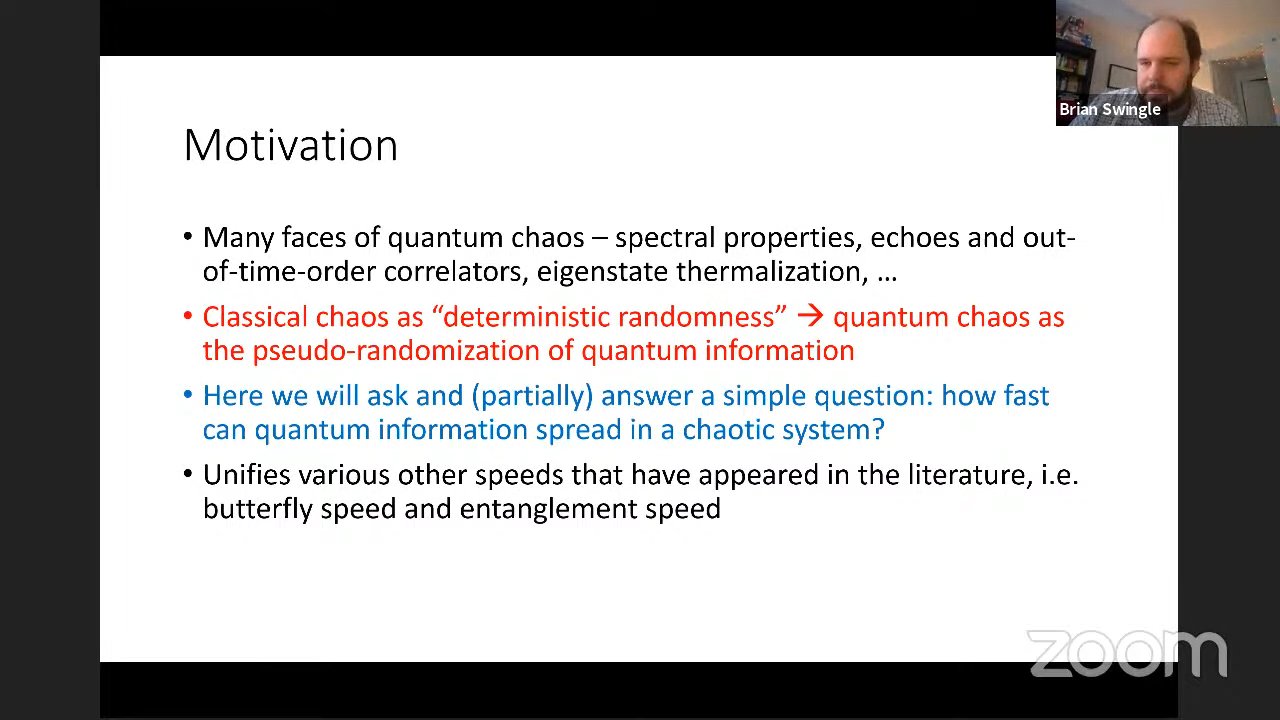 Brian Swingle
Motivation
• Many faces of quantum chaos – spectral properties, echoes and out-
of-time-order correlators, eigenstate thermalization, …
• Classical chaos as “deterministic randomness” → quantum chaos as
the pseudo-randomization of quantum information
• Here we will ask and (partially) answer a simple question: how fast
can quantum information spread in a chaotic system?
• Unifies various other speeds that have appeared in the literature, i.e.
butterfly speed and entanglement speed
zoom